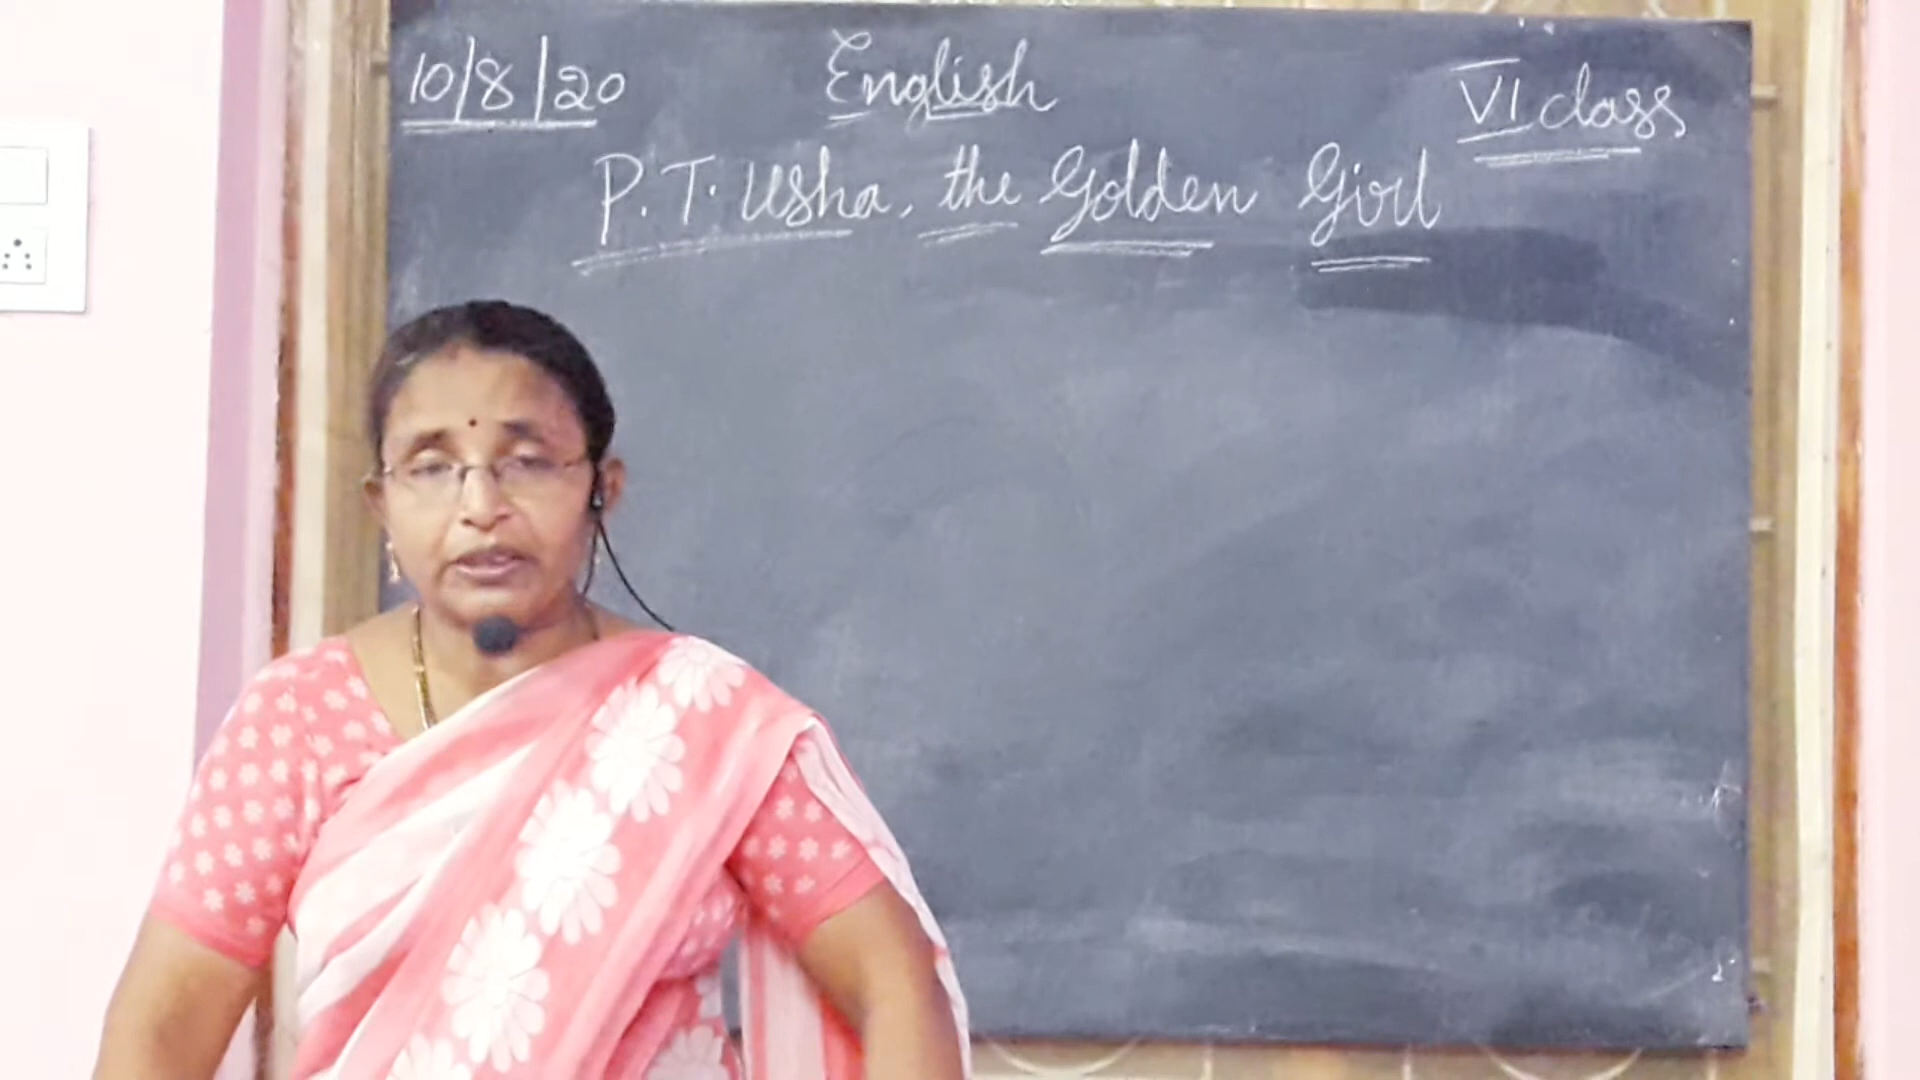 10/8/20 English VI class
P.T. Usha, the Golden Girl